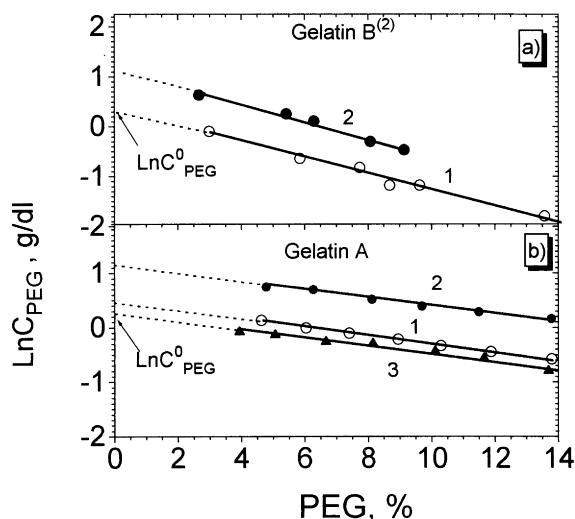 Gelatin B(2)
a)
2
1
0
-1
-2
2
1
LnC⁰PEG
Gelatin A
b)
1
0
-1
-2
2
1
3
LnC⁰PEG
0 2 4 6 8 10 12 14
LnCPEG, g/dl
PEG, %